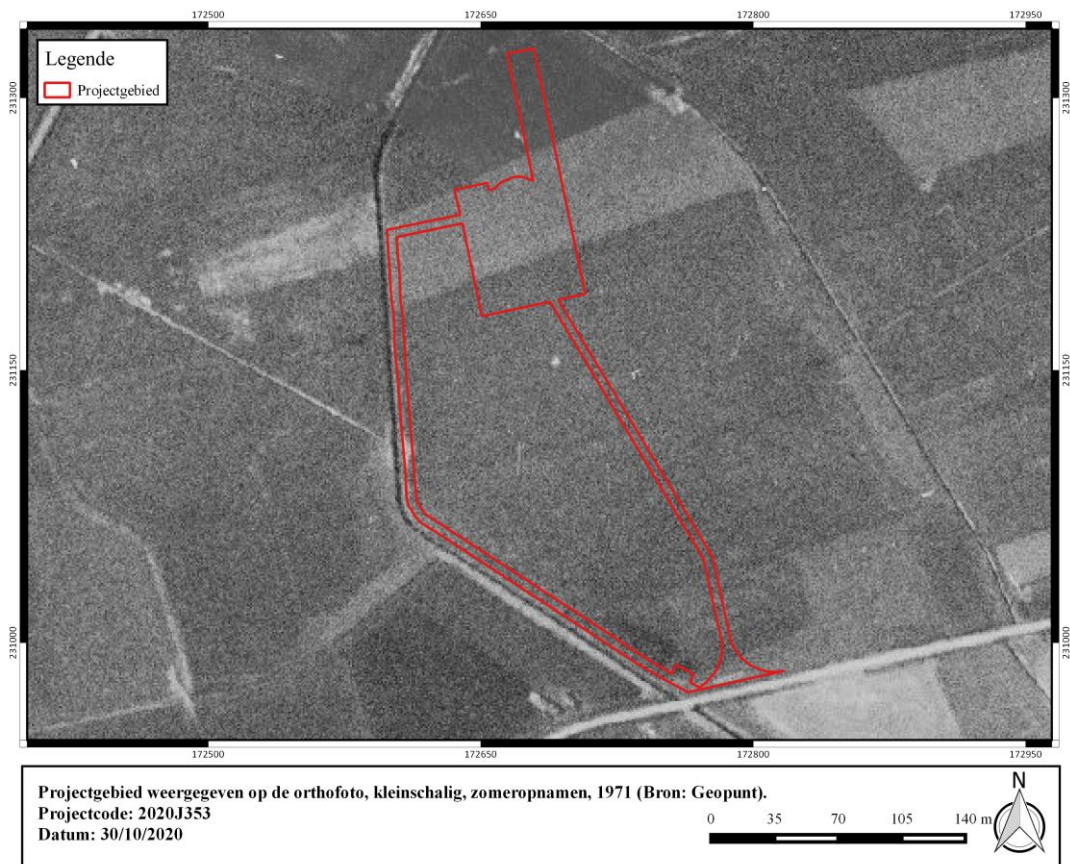 172500 172650 172800 172950
Legende
Projectgebied
231300 231300
231150 231150
231000 231000
172500 172650 172800 172950
Projectgebied weergegeven op de orthofoto, kleinschalig, zomeropnamen, 1971 (Bron: Geopunt).
Projectcode: 2020J353
Datum: 30/10/2020
0 35 70 105 140 m
N